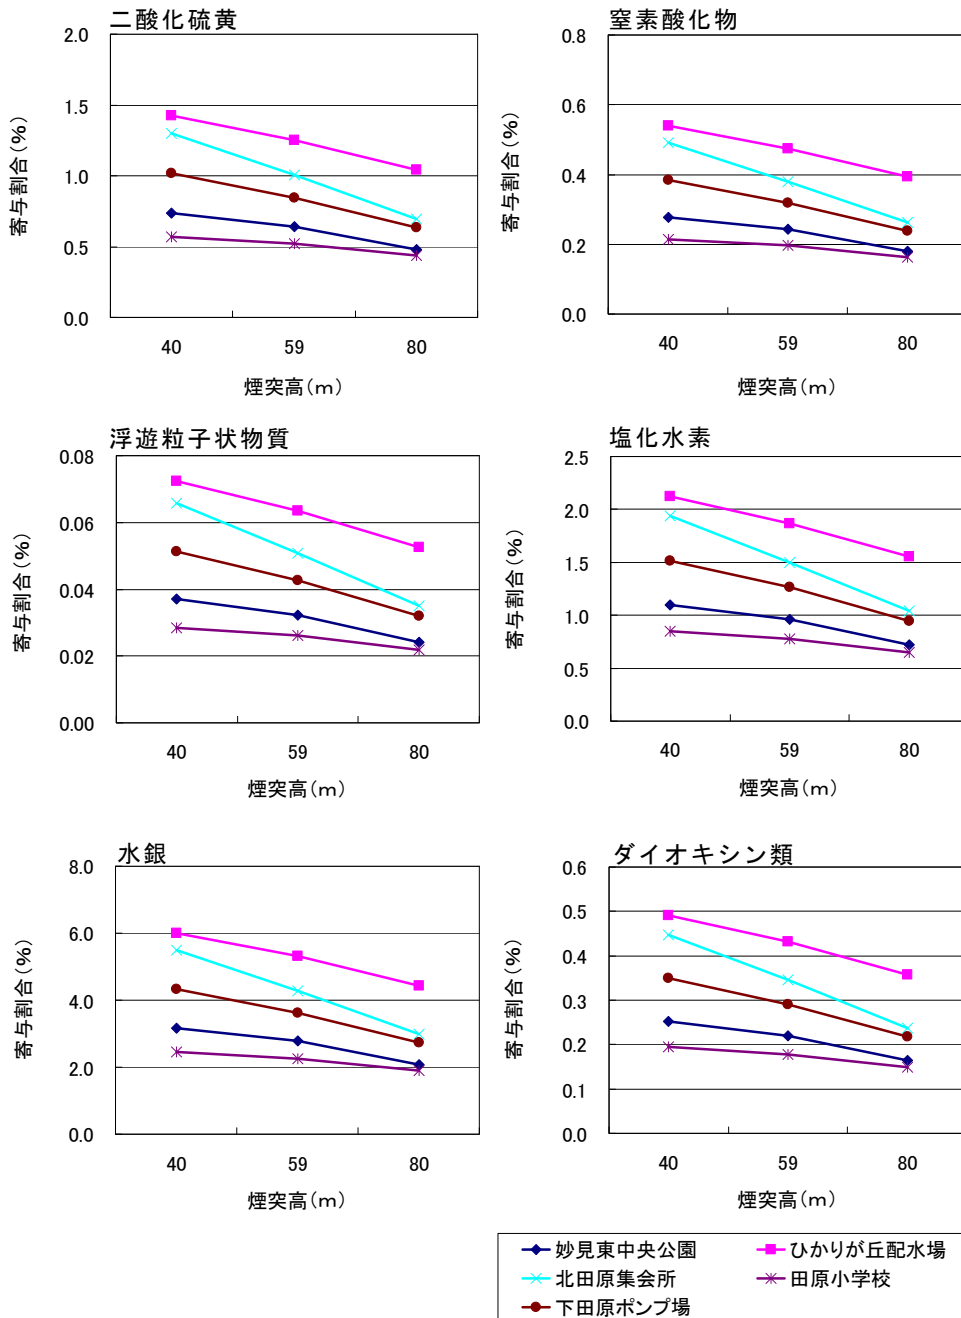 二酸化硫黄
2.0
1.5
1.0
0.5
0.0
寄与割合(%)
40 59 80
煙突高(m)
窒素酸化物
0.8
0.6
0.4
0.2
0.0
寄与割合(%)
40 59 80
煙突高(m)
浮遊粒子状物質
0.08
0.06
0.04
0.02
0.00
寄与割合(%)
40 59 80
煙突高(m)
塩化水素
2.5
2.0
1.5
1.0
0.5
0.0
寄与割合(%)
40 59 80
煙突高(m)
水銀
8.0
6.0
4.0
2.0
0.0
寄与割合(%)
40 59 80
煙突高(m)
ダイオキシン類
0.6
0.5
0.4
0.3
0.2
0.1
0.0
寄与割合(%)
40 59 80
煙突高(m)
妙見東中央公園 ひかりが丘配水場
北田原集会所 田原小学校
下田原ポンプ場